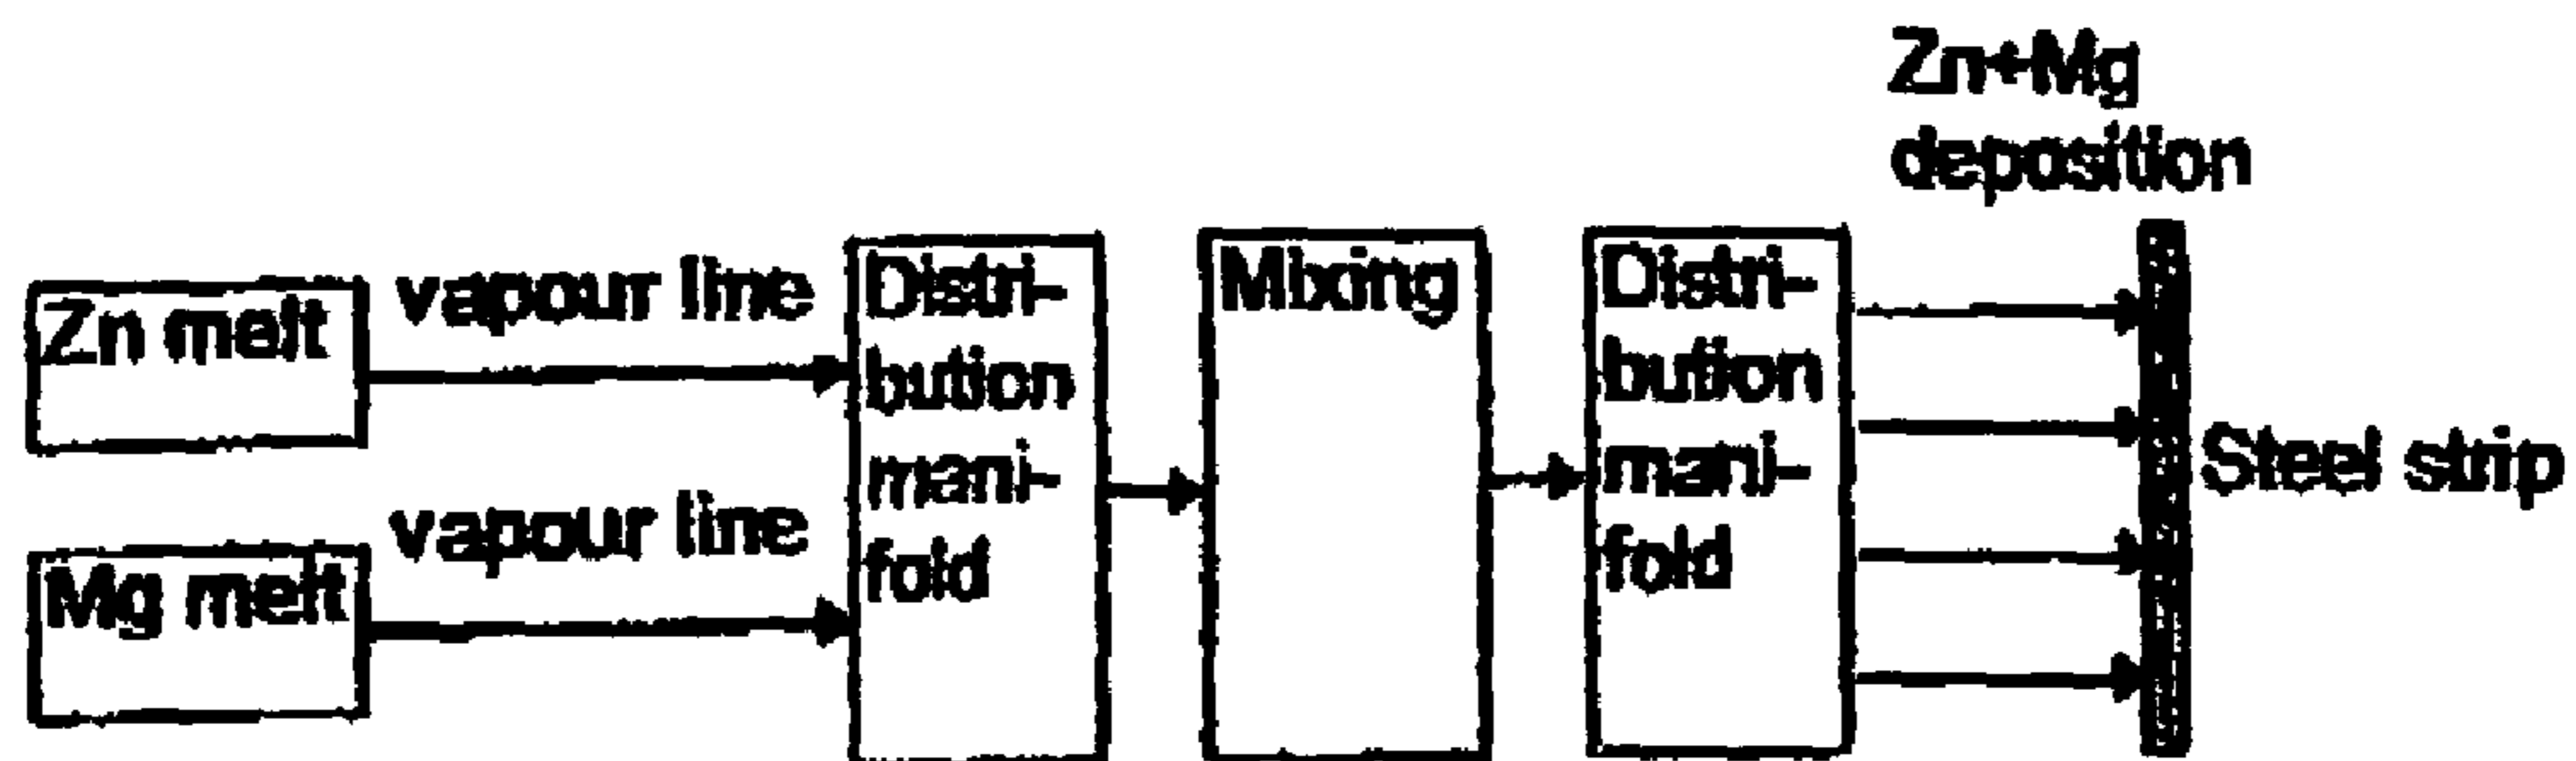 Zn+Mg
deposition
Zn melt
vapour line
Distri-
bution
mani-
fold
Mixing
Distri-
bution
mani-
fold
Steel strip
Mg melt
vapour line